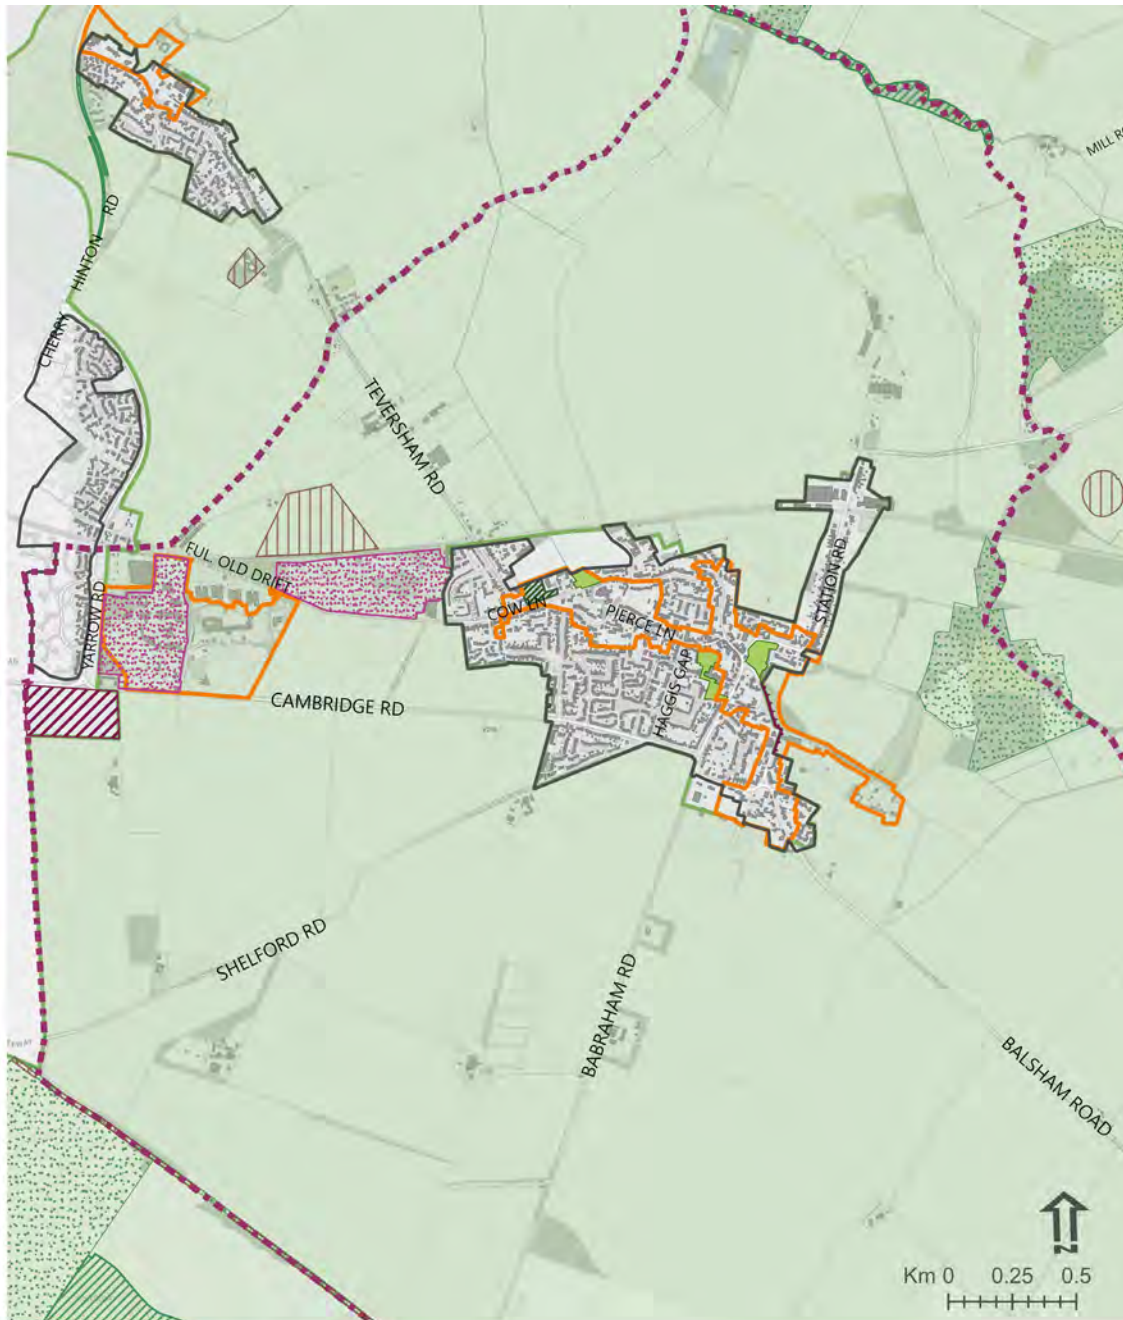 MILL R
HINTON RD
CHERRY
TEVERSHAM RD
FUL. OLD DRIFT
STATION RD
COW LN
PIERCE LN
YARROW RD
HAGGIS GAP
CAMBRIDGE RD
SHELFORD RD
BABRAHAM RD
BALSHAM ROAD
N
Km 0 0.25 0.5